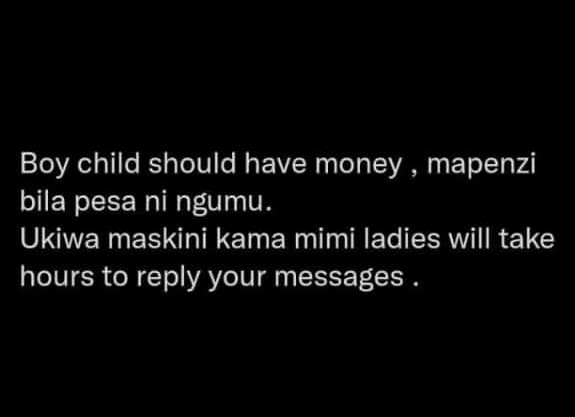 Boy child should have money , mapenzi
bila pesa ni ngumu.
Ukiwa maskini kama mimi ladies will take
hours to reply your messages .